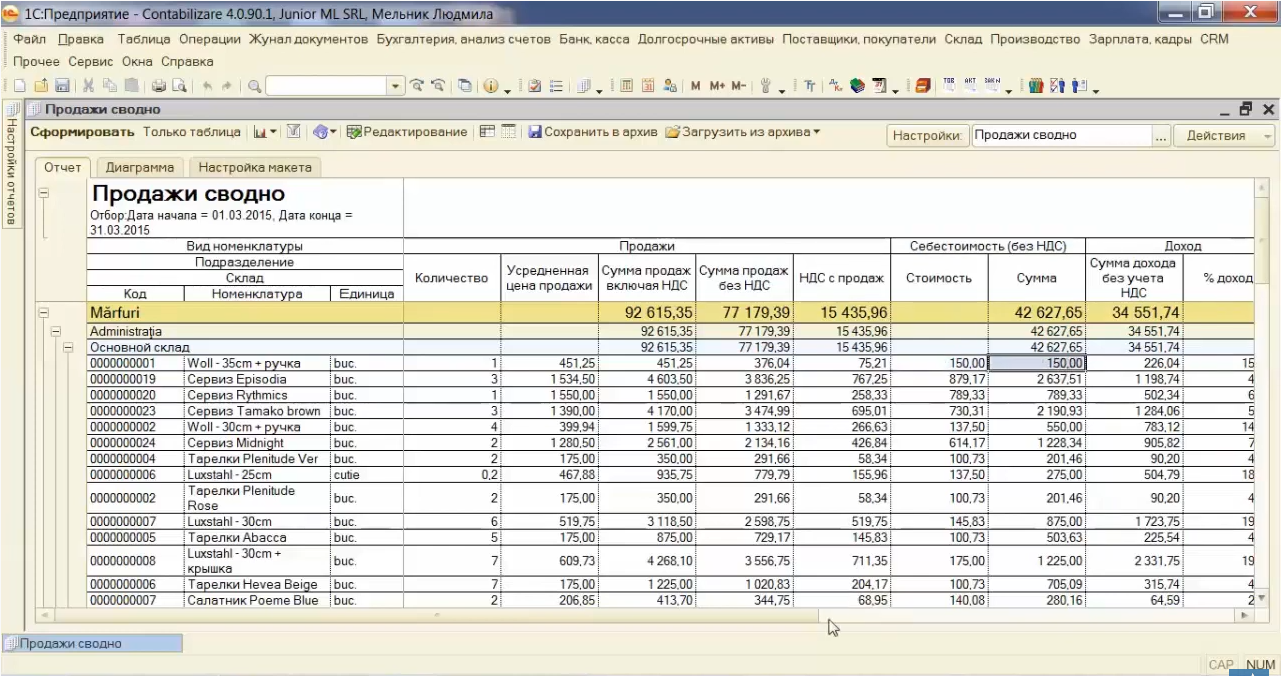 1С:Предприятие - Contabilizare 4.0.90.1, Junior ML SRL, Мельник Людмила
Файл Правка Таблица Операции Жунал документов Бухгалтерия, анализ счетов Банк, касса Долгосрочные активы Поставщики, покупатели Склад Производство Зарплата, кадры CRM
Прочее Сервис Окна Справка
M M+ M-
Продажи сводно
Настройки отчетов
Сформировать Только таблица Редактирование Сохранить в архив Загрузить из архива Настройки: Продажи сводно ... Действия
Отчет Диаграмма Настройка макета
Продажи сводно
Отбор:Дата начала = 01.03.2015, Дата конца =
31.03.2015
Вид номенклатуры Продажи Себестоимость (без НДС) Доход
Подразделение
Склад
Код Номенклатура Единица Количество Усредненная цена продажи Сумма продаж включая НДС Сумма продаж без НДС НДС с продаж Стоимость Сумма Сумма дохода без учета НДС % доход
Mărfuri 92 615,35 77 179,39 15 435,96 42 627,65 34 551,74
Administraţia 92 615,35 77 179,39 15 435,96 42 627,65 34 551,74
Основной склад 92 615,35 77 179,39 15 435,96 42 627,65 34 551,74
0000000001 Woll - 35cm + ручка buc. 1 451,25 451,25 376,04 75,21 150,00 150,00 226,04 15
0000000019 Сервиз Episodia buc. 3 1 534,50 4 603,50 3 836,25 767,25 879,17 2 637,51 1 198,74 4
0000000020 Сервиз Rythmics buc. 1 1 550,00 1 550,00 1 291,67 258,33 789,33 789,33 502,34 6
0000000023 Сервиз Tamako brown buc. 3 1 390,00 4 170,00 3 474,99 695,01 730,31 2 190,93 1 284,06 5
0000000002 Woll - 30cm + ручка buc. 4 399,94 1 599,75 1 333,12 266,63 137,50 550,00 783,12 14
0000000024 Сервиз Midnight buc. 2 1 280,50 2 561,00 2 134,16 426,84 614,17 1 228,34 905,82 7
0000000004 Тарелки Plenitude Ver buc. 2 175,00 350,00 291,66 58,34 100,73 201,46 90,20 4
0000000006 Luxstahl - 25cm cutie 0,2 467,88 935,75 779,79 155,96 137,50 275,00 504,79 18
0000000002 Тарелки Plenitude Rose buc. 2 175,00 350,00 291,66 58,34 100,73 201,46 90,20 4
0000000007 Luxstahl - 30cm buc. 6 519,75 3 118,50 2 598,75 519,75 145,83 875,00 1 723,75 19
0000000005 Тарелки Abacca buc. 5 175,00 875,00 729,17 145,83 100,73 503,63 225,54 4
0000000008 Luxstahl - 30cm + крышка buc. 7 609,73 4 268,10 3 556,75 711,35 175,00 1 225,00 2 331,75 19
0000000006 Тарелки Hevea Beige buc. 7 175,00 1 225,00 1 020,83 204,17 100,73 705,09 315,74 4
0000000007 Салатник Poeme Blue buc. 2 206,85 413,70 344,75 68,95 140,08 280,16 64,59 2
Продажи сводно
CAP NUM